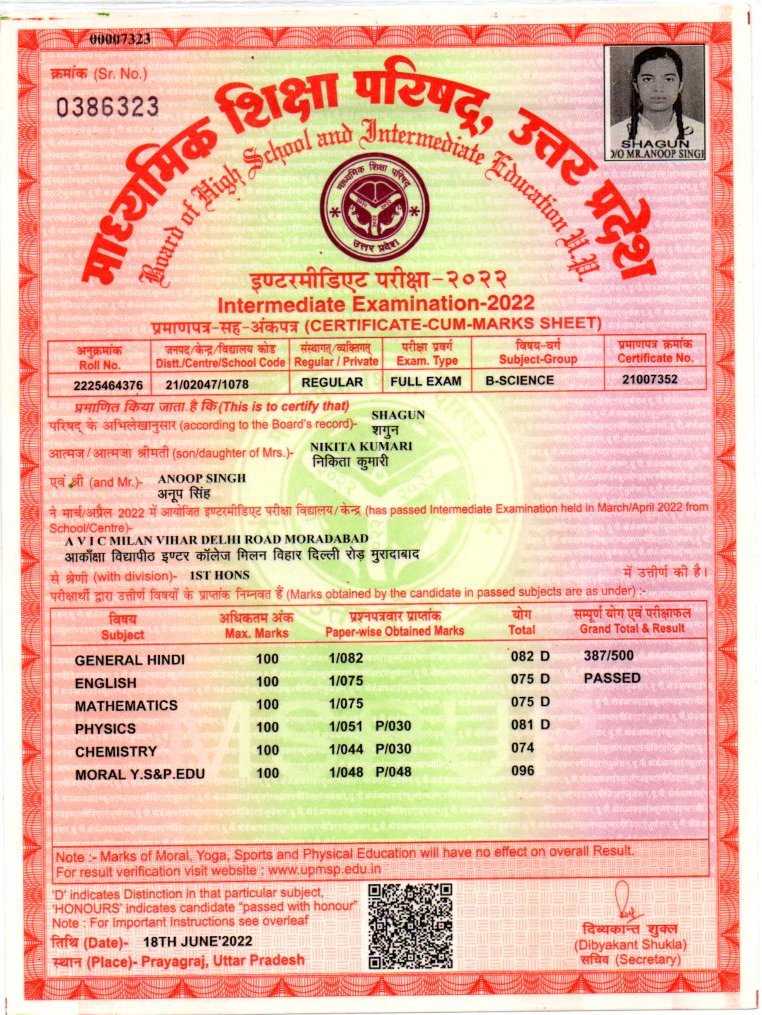 00007323
क्रमांक (Sr. No.)
0386323
SHAGUN
D/O MR.ANOOP SINGH
माध्यमिक शिक्षा परिषद्, उत्तर प्रदेश
Board of High School and Intermediate Education U.P.
माध्यमिक शिक्षा परिषद्
उत्तर प्रदेश
इण्टरमीडिएट परीक्षा-२०२२
Intermediate Examination-2022
प्रमाणपत्र-सह-अंकपत्र (CERTIFICATE-CUM-MARKS SHEET)
अनुक्रमांक जनपद/केन्द्र/विद्यालय कोड संस्थागत/व्यक्तिगत परीक्षा प्रवर्ग विषय-वर्ग प्रमाणपत्र क्रमांक
Roll No. Distt./Centre/School Code Regular / Private Exam. Type Subject-Group Certificate No.
2225464376 21/02047/1078 REGULAR FULL EXAM B-SCIENCE 21007352
प्रमाणित किया जाता है कि (This is to certify that)
परिषद् के अभिलेखानुसार (according to the Board's record)- SHAGUN
शगुन
आत्मज/आत्मजा श्रीमती (son/daughter of Mrs.)- NIKITA KUMARI
निकिता कुमारी
एवं श्री (and Mr.)- ANOOP SINGH
अनूप सिंह
ने मार्च/अप्रैल 2022 में आयोजित इण्टरमीडिएट परीक्षा विद्यालय/केन्द्र (has passed Intermediate Examination held in March/April 2022 from
School/Centre)-
A V I C MILAN VIHAR DELHI ROAD MORADABAD
आकाँक्षा विद्यापीठ इण्टर कॉलेज मिलन विहार दिल्ली रोड़ मुरादाबाद
से श्रेणी (with division)- 1ST HONS में उत्तीर्ण की है।
परीक्षार्थी द्वारा उत्तीर्ण विषयों के प्राप्तांक निम्नवत हैं (Marks obtained by the candidate in passed subjects are as under) :-
विषय अधिकतम अंक प्रश्नपत्रवार प्राप्तांक योग सम्पूर्ण योग एवं परीक्षाफल
Subject Max. Marks Paper-wise Obtained Marks Total Grand Total & Result
GENERAL HINDI 100 1/082 082 D 387/500
ENGLISH 100 1/075 075 D PASSED
MATHEMATICS 100 1/075 075 D
PHYSICS 100 1/051 P/030 081 D
CHEMISTRY 100 1/044 P/030 074
MORAL Y.S&P.EDU 100 1/048 P/048 096
Note :- Marks of Moral, Yoga, Sports and Physical Education will have no effect on overall Result.
For result verification visit website : www.upmsp.edu.in
'D' indicates Distinction in that particular subject,
'HONOURS' indicates candidate "passed with honour"
Note : For Important Instructions see overleaf
तिथि (Date)- 18TH JUNE'2022
स्थान (Place)- Prayagraj, Uttar Pradesh
दिव्यकान्त शुक्ल
(Dibyakant Shukla)
सचिव (Secretary)